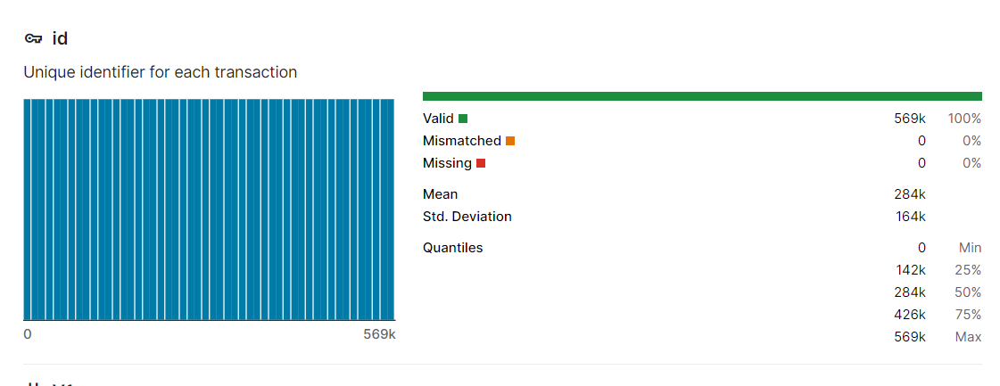 id
Unique identifier for each transaction
Valid 569k 100%
Mismatched 0 0%
Missing 0 0%
Mean 284k
Std. Deviation 164k
Quantiles 0 Min
142k 25%
284k 50%
426k 75%
569k Max
0 569k